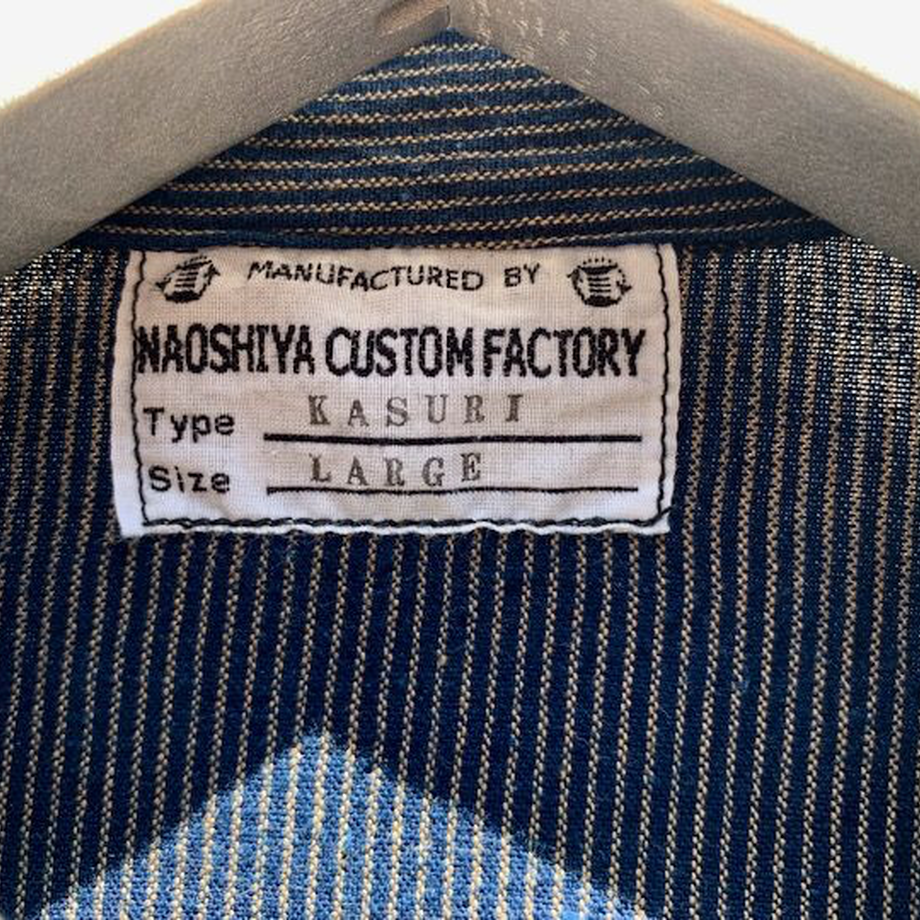 MANUFACTURED BY
NAOSHIYA CUSTOM FACTORY
Type KASURI
Size LARGE